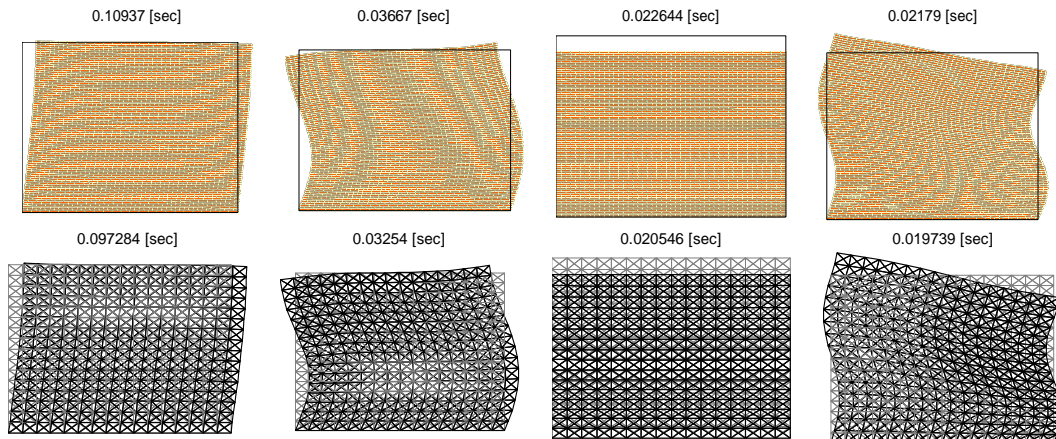 0.10937 [sec]
0.03667 [sec]
0.022644 [sec]
0.02179 [sec]
0.097284 [sec]
0.03254 [sec]
0.020546 [sec]
0.019739 [sec]